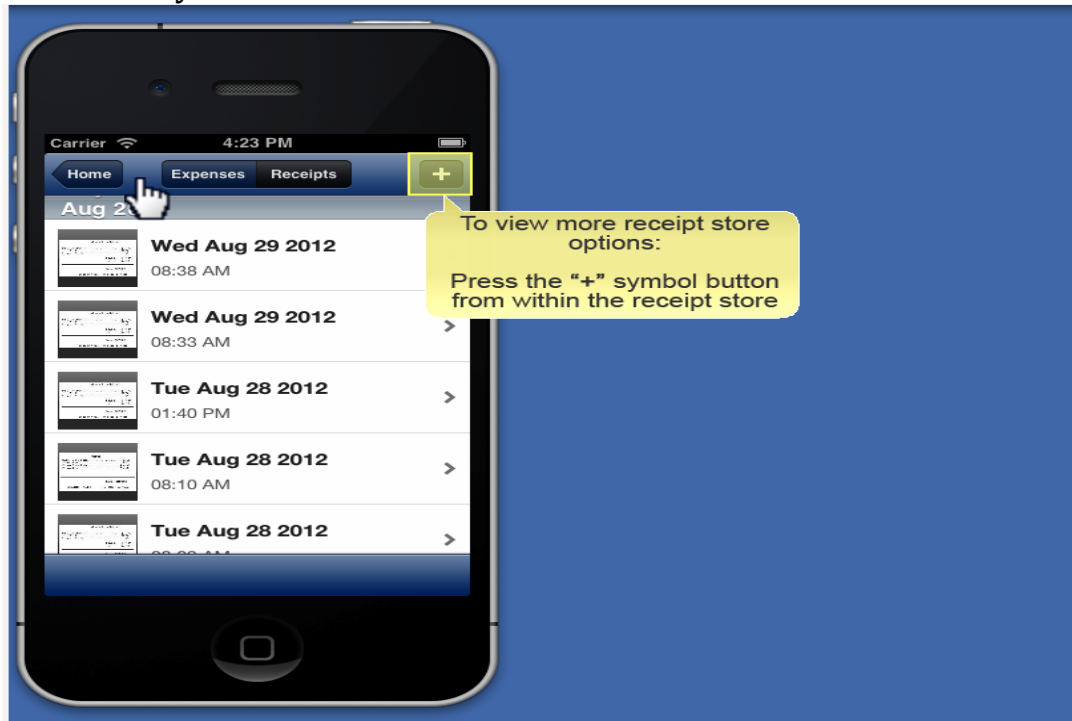 Carrier 4:23 PM
Home Expenses Receipts +
Aug 2
Wed Aug 29 2012
08:38 AM
To view more receipt store
options:
Press the “+” symbol button
from within the receipt store
Wed Aug 29 2012
08:33 AM
Tue Aug 28 2012
01:40 PM
Tue Aug 28 2012
08:10 AM
Tue Aug 28 2012